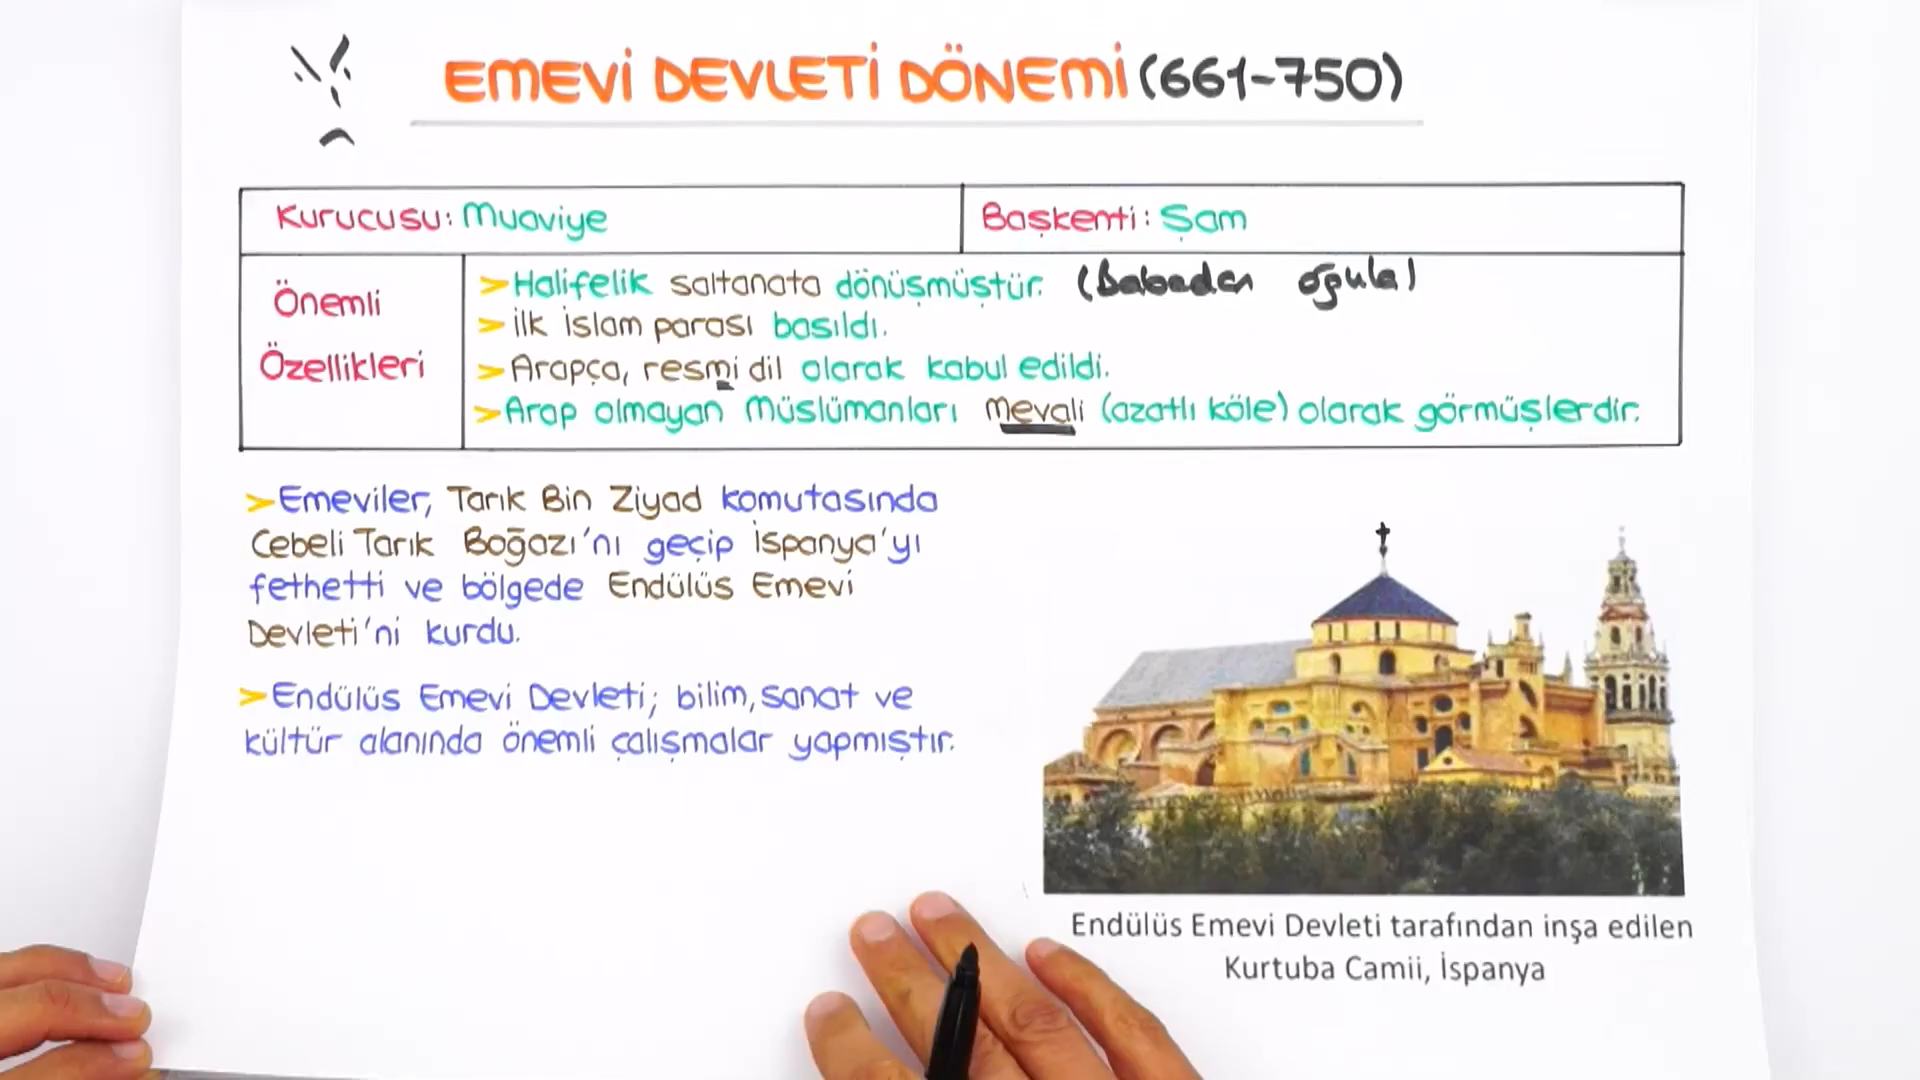 EMEVİ DEVLETİ DÖNEMİ (661-750)
Kurucusu: Muaviye
Başkenti: Şam
Önemli
Özellikleri
>Halifelik saltanata dönüşmüştür. (Babadan oğula)
>İlk İslam parası basıldı.
>Arapça, resmi dil olarak kabul edildi.
>Arap olmayan Müslümanları mevali (azatlı köle) olarak görmüşlerdir.
>Emeviler, Tarık Bin Ziyad komutasında
Cebeli Tarık Boğazı'nı geçip İspanya'yı
fethetti ve bölgede Endülüs Emevi
Devleti'ni kurdu.
>Endülüs Emevi Devleti; bilim, sanat ve
kültür alanında önemli çalışmalar yapmıştır.
Endülüs Emevi Devleti tarafından inşa edilen
Kurtuba Camii, İspanya